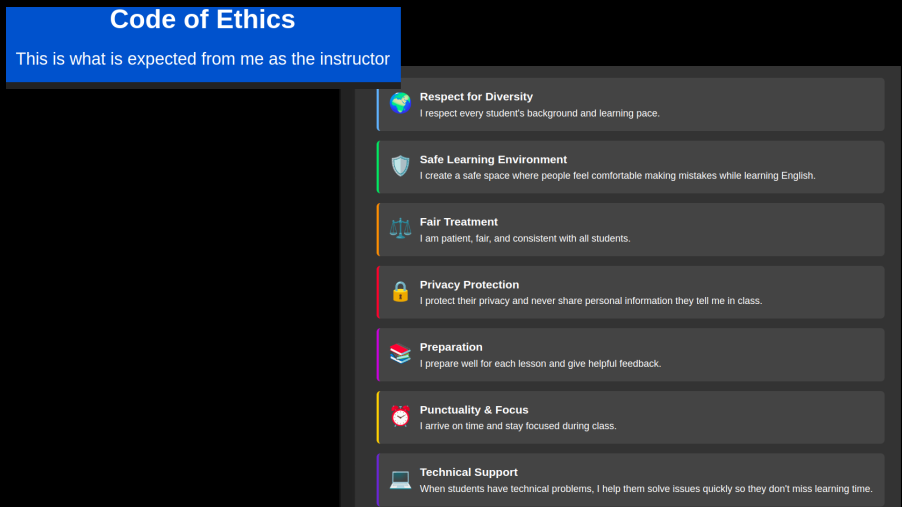 Code of Ethics
This is what is expected from me as the instructor
Respect for Diversity
I respect every student's background and learning pace.
Safe Learning Environment
I create a safe space where people feel comfortable making mistakes while learning English.
Fair Treatment
I am patient, fair, and consistent with all students.
Privacy Protection
I protect their privacy and never share personal information they tell me in class.
Preparation
I prepare well for each lesson and give helpful feedback.
Punctuality & Focus
I arrive on time and stay focused during class.
Technical Support
When students have technical problems, I help them solve issues quickly so they don't miss learning time.